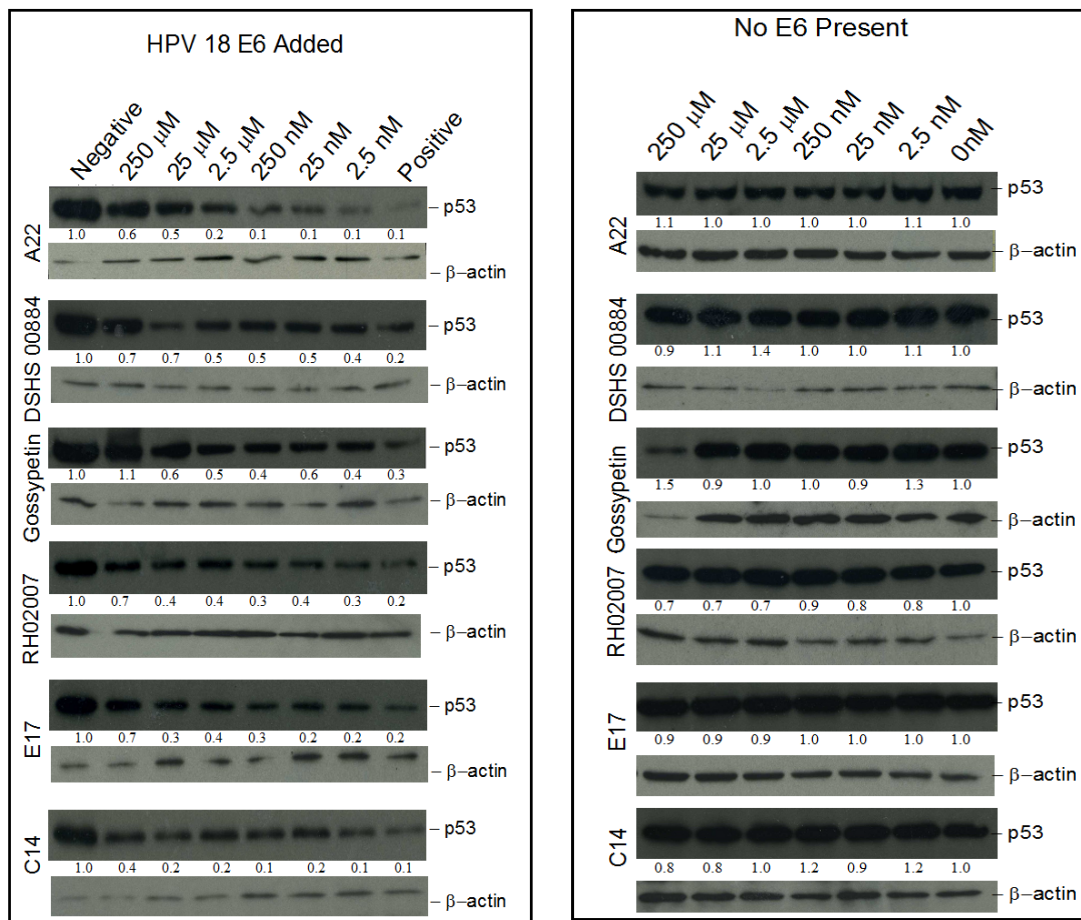 HPV 18 E6 Added
Negative 250 μM 25 μM 2.5 μM 250 nM 25 nM 2.5 nM Positive
A22
p53
1.0 0.6 0.5 0.2 0.1 0.1 0.1 0.1
β-actin
DSHS 00884
p53
1.0 0.7 0.7 0.5 0.5 0.5 0.4 0.2
β-actin
Gossypetin
p53
1.0 1.1 0.6 0.5 0.4 0.6 0.4 0.3
β-actin
RH02007
p53
1.0 0.7 0..4 0.4 0.3 0.4 0.3 0.2
β-actin
E17
p53
1.0 0.7 0.3 0.4 0.3 0.2 0.2 0.2
β-actin
C14
p53
1.0 0.4 0.2 0.2 0.1 0.2 0.1 0.1
β-actin
No E6 Present
250 μM 25 μM 2.5 μM 250 nM 25 nM 2.5 nM 0nM
A22
p53
1.1 1.0 1.0 1.0 1.0 1.1 1.0
β-actin
DSHS 00884
p53
0.9 1.1 1.4 1.0 1.0 1.1 1.0
β-actin
Gossypetin
p53
1.5 0.9 1.0 1.0 0.9 1.3 1.0
β-actin
RH02007
p53
0.7 0.7 0.7 0.9 0.8 0.8 1.0
β-actin
E17
p53
0.9 0.9 0.9 1.0 1.0 1.0 1.0
β-actin
C14
p53
0.8 0.8 1.0 1.2 0.9 1.2 1.0
β-actin